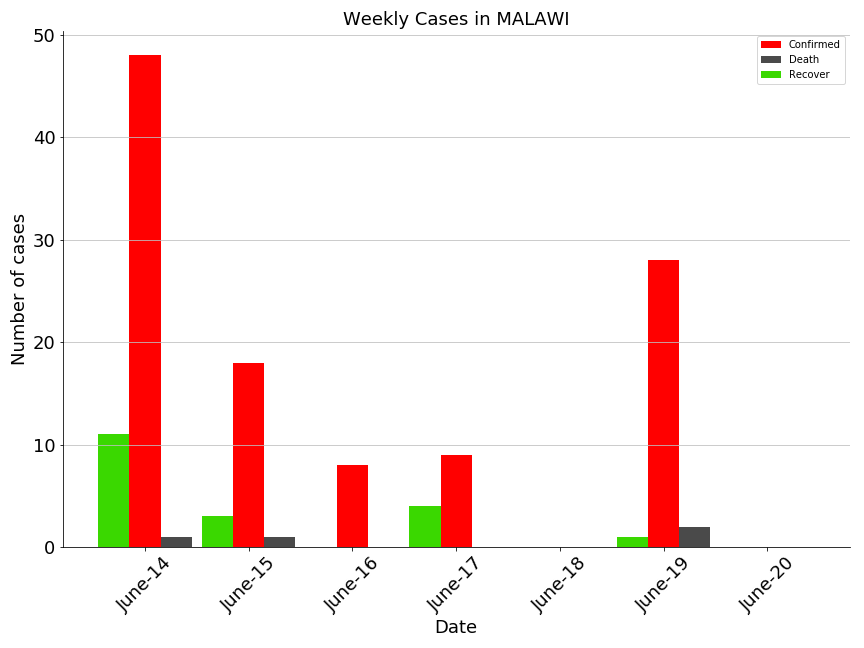 Weekly Cases in MALAWI
Confirmed
Death
Recover
Number of cases
50
40
30
20
10
0
June-14
June-15
June-16
June-17
June-18
June-19
June-20
Date